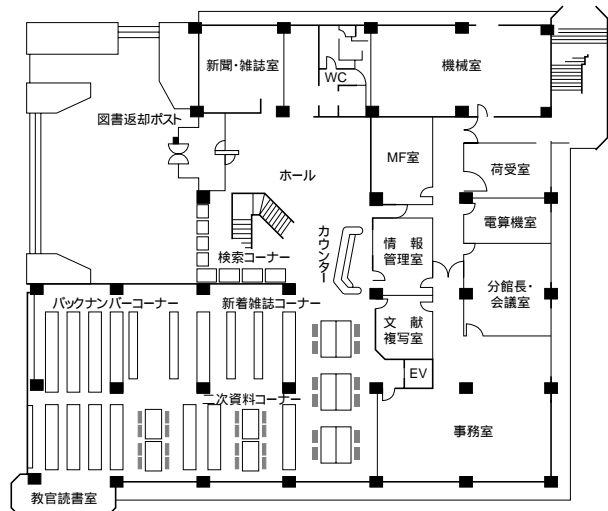 新聞・雑誌室
WC
機械室
図書返却ポスト
MF室
ホール
荷受室
電算機室
カウンター
情 報
管理室
検索コーナー
分館長・
会議室
バックナンバーコーナー
新着雑誌コーナー
文 献
複写室
EV
二次資料コーナー
事務室
教官読書室